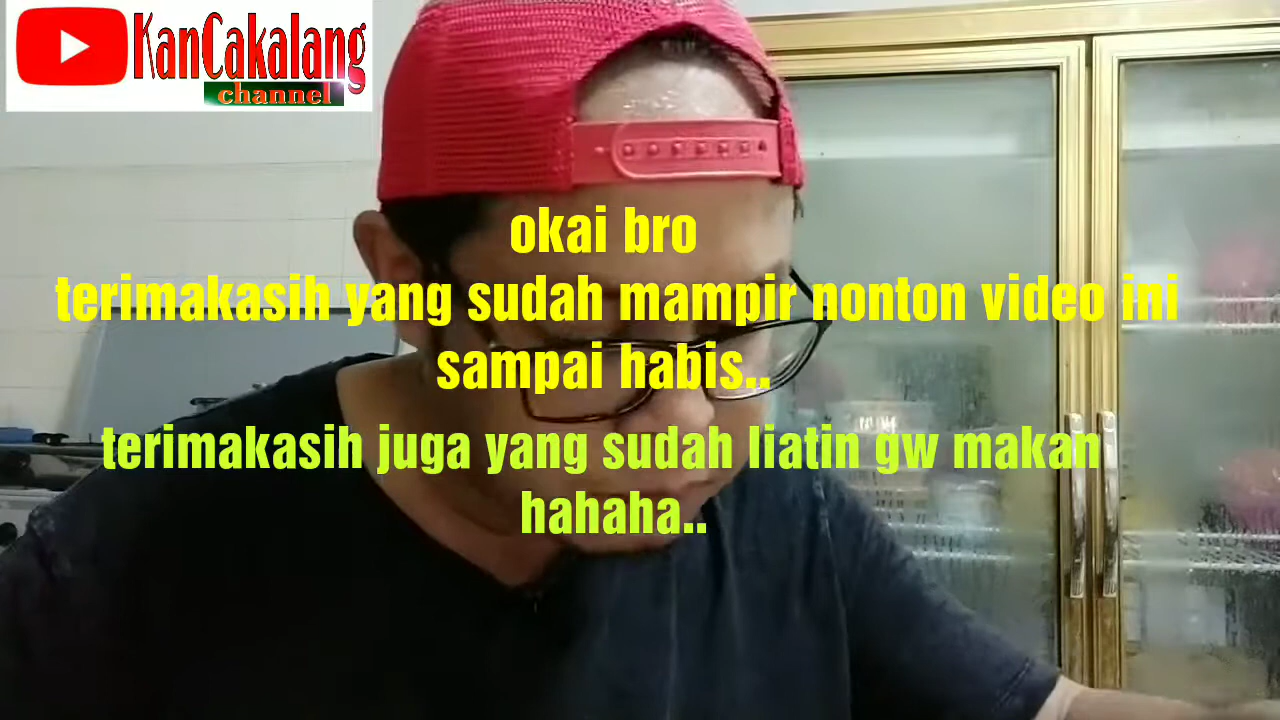 KanCakalang
channel
okai bro
terimakasih yang sudah mampir nonton video ini
sampai habis..
terimakasih juga yang sudah liatin gw makan
hahaha..